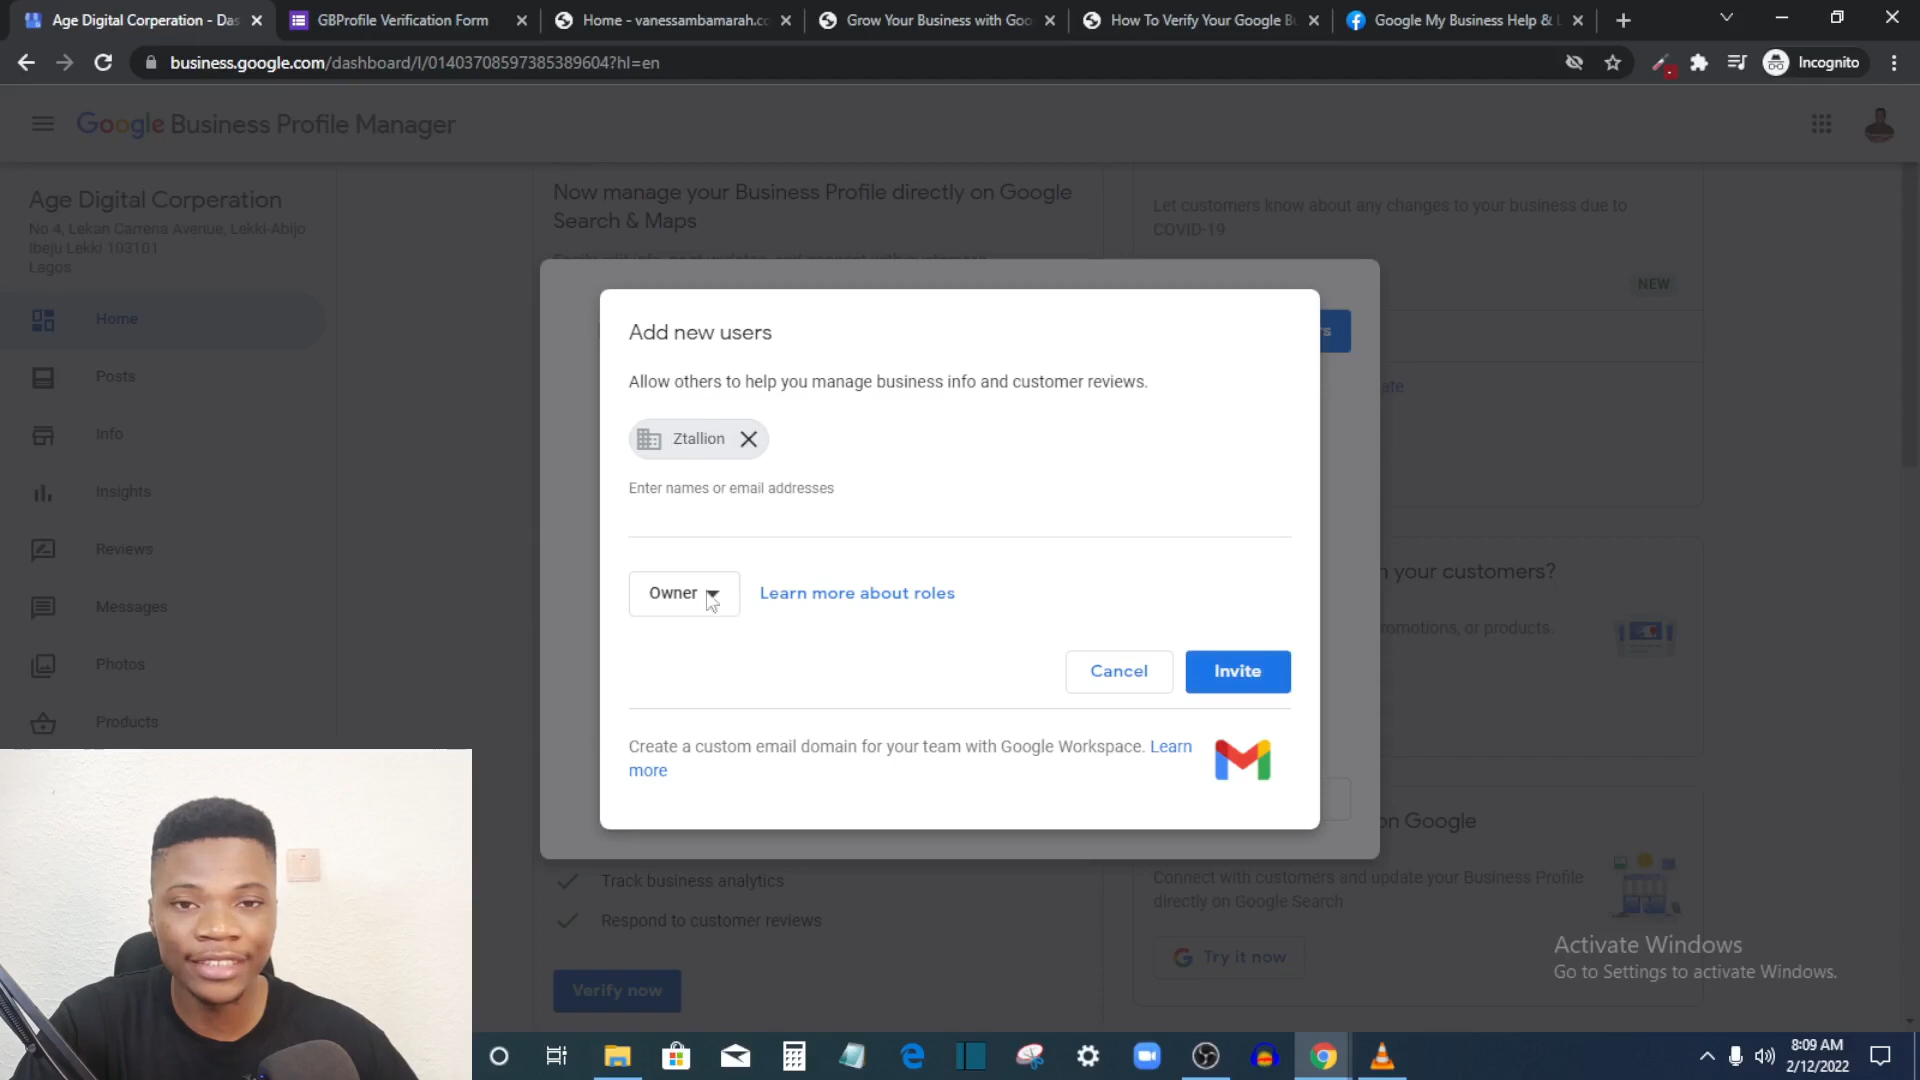 Age Digital Corperation - Das
GBProfile Verification Form
Home - vanessambamarah.co
Grow Your Business with Goo
How To Verify Your Google Bu
Google My Business Help & L
business.google.com/dashboard/l/01403708597385389604?hl=en
Incognito
Google Business Profile Manager
Age Digital Corperation
No 4, Lekan Carrena Avenue, Lekki-Abijo
Ibeju Lekki 103101
Lagos
Home
Posts
Info
Insights
Reviews
Messages
Photos
Products
Now manage your Business Profile directly on Google
Search & Maps
Let customers know about any changes to your business due to
COVID-19
NEW
Add new users
Allow others to help you manage business info and customer reviews.
Ztallion
Enter names or email addresses
Owner
Learn more about roles
Cancel
Invite
Create a custom email domain for your team with Google Workspace. Learn
more
your customers?
promotions, or products.
on Google
Track business analytics
Respond to customer reviews
Verify now
Connect with customers and update your Business Profile
directly on Google Search
Try it now
Activate Windows
Go to Settings to activate Windows.
8:09 AM
2/12/2022